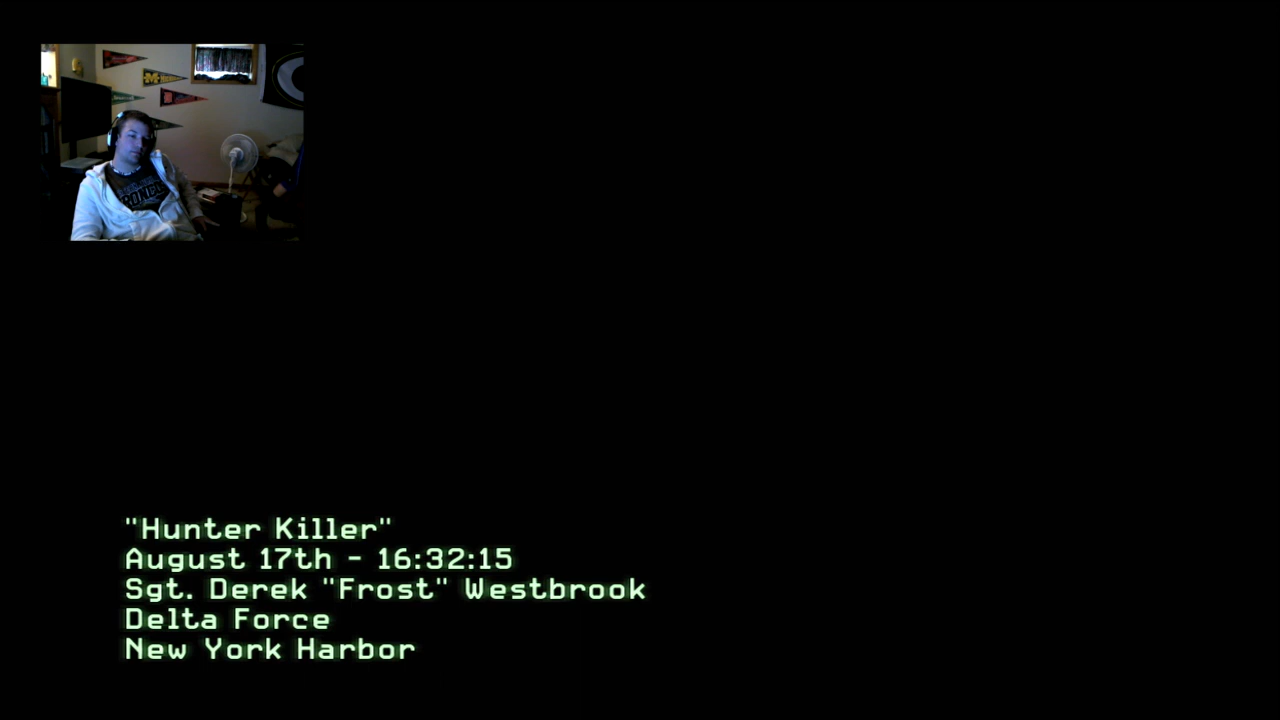 "Hunter Killer"
August 17th - 16:32:15
Sgt. Derek "Frost" Westbrook
Delta Force
New York Harbor